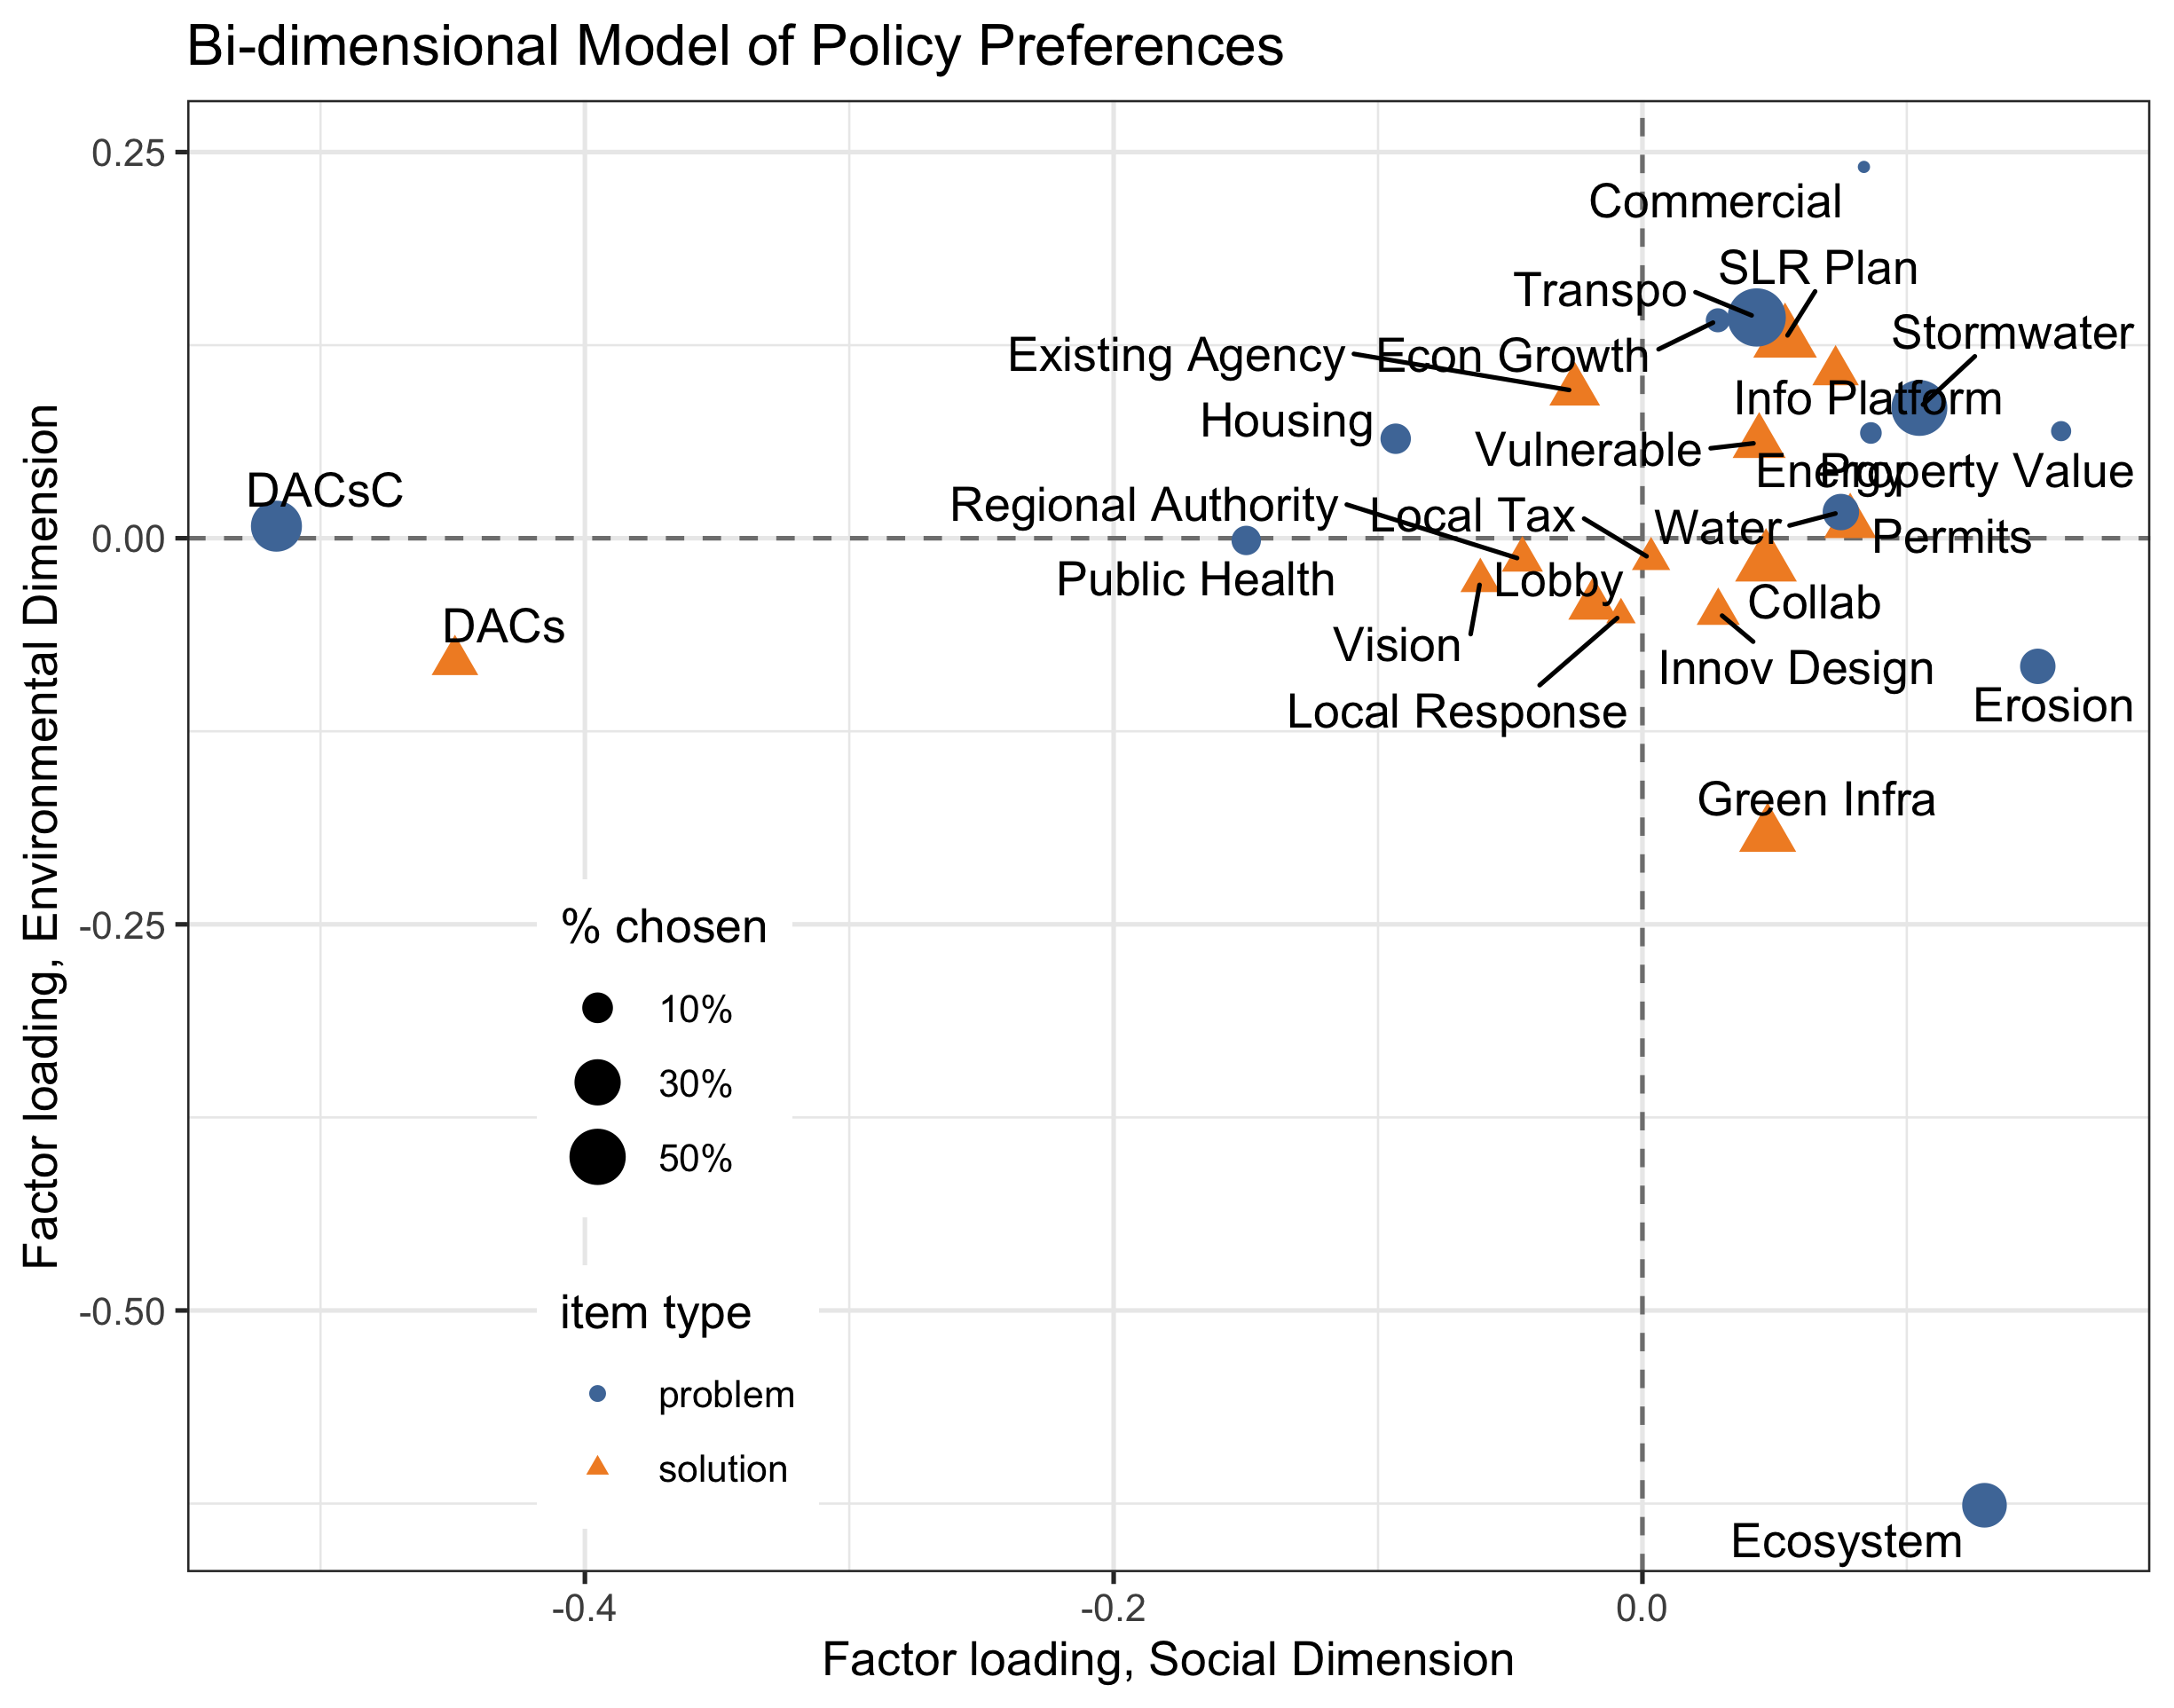 Bi-dimensional Model of Policy Preferences
0.25
0.00
-0.25
-0.50
Factor loading, Environmental Dimension
Commercial
SLR Plan
Transpo
Stormwater
Existing Agency
Econ Growth
Info Platform
Housing
Vulnerable
Energy
Property Value
DACsC
Regional Authority
Local Tax
Water
Permits
Public Health
Lobby
Collab
DACs
Vision
Innov Design
Local Response
Erosion
Green Infra
% chosen
10%
30%
50%
item type
problem
solution
Ecosystem
-0.4
-0.2
0.0
Factor loading, Social Dimension